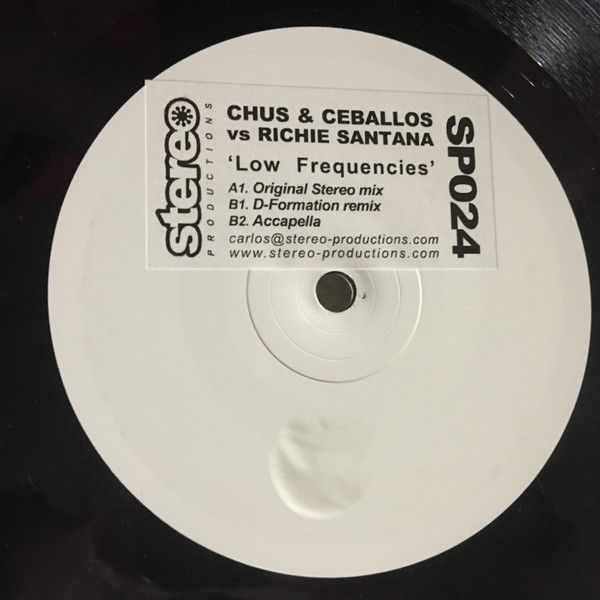 stereo
PRODUCTIONS
CHUS & CEBALLOS
vs RICHIE SANTANA
‘Low Frequencies’
A1. Original Stereo mix
B1. D-Formation remix
B2. Accapella
carlos@stereo-productions.com
www.stereo-productions.com
SP024